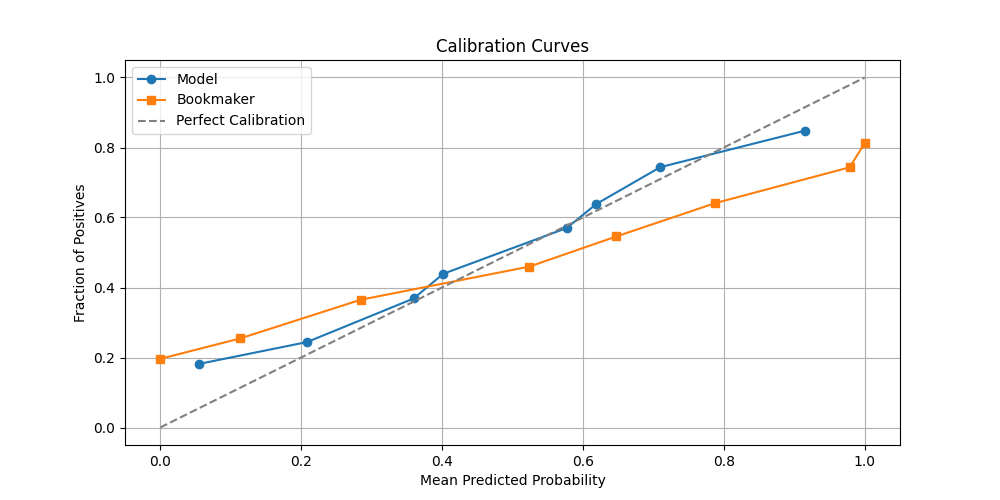 Calibration Curves
Model
Bookmaker
Perfect Calibration
1.0
0.8
0.6
0.4
0.2
0.0
Fraction of Positives
0.0 0.2 0.4 0.6 0.8 1.0
Mean Predicted Probability